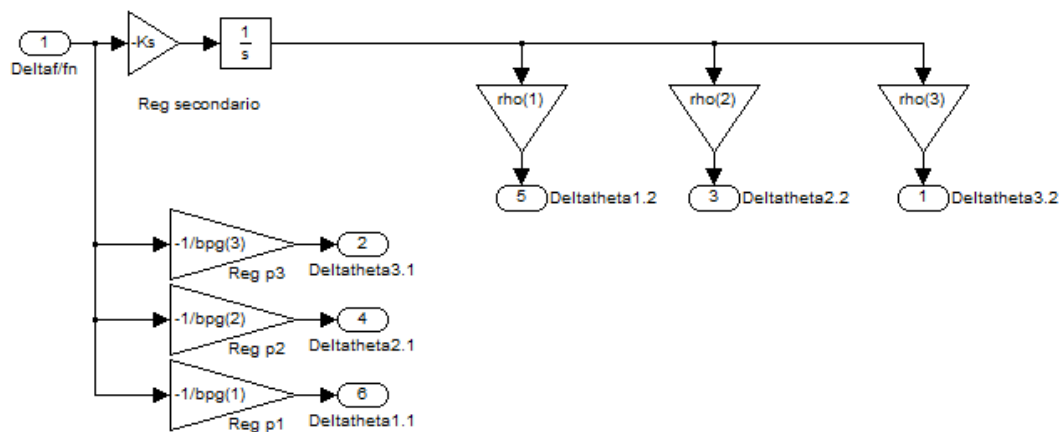 1
Deltaf/fn
-Ks
1
s
Reg secondario
rho(1)
rho(2)
rho(3)
5
Deltatheta1.2
3
Deltatheta2.2
1
Deltatheta3.2
-1/bpg(3)
Reg p3
2
Deltatheta3.1
-1/bpg(2)
Reg p2
4
Deltatheta2.1
-1/bpg(1)
Reg p1
6
Deltatheta1.1